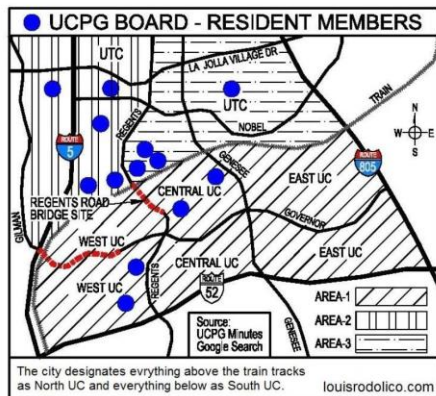 UCPG BOARD - RESIDENT MEMBERS
UTC
LA JOLLA VILLAGE DR
UTC
TRAIN
REGENTS
NOBEL
N
W E
S
ROUTE
5
GENESEE
ROUTE
805
REGENTS ROAD
BRIDGE SITE
CENTRAL UC
EAST UC
GILMAN
GOVERNOR
WEST UC
CENTRAL UC
EAST UC
WEST UC
REGENTS
ROUTE
52
AREA-1
AREA-2
AREA-3
Source:
UCPG Minutes
Google Search
GENESEE
The city designates evrything above the train tracks
as North UC and everything below as South UC.
louisrodolico.com